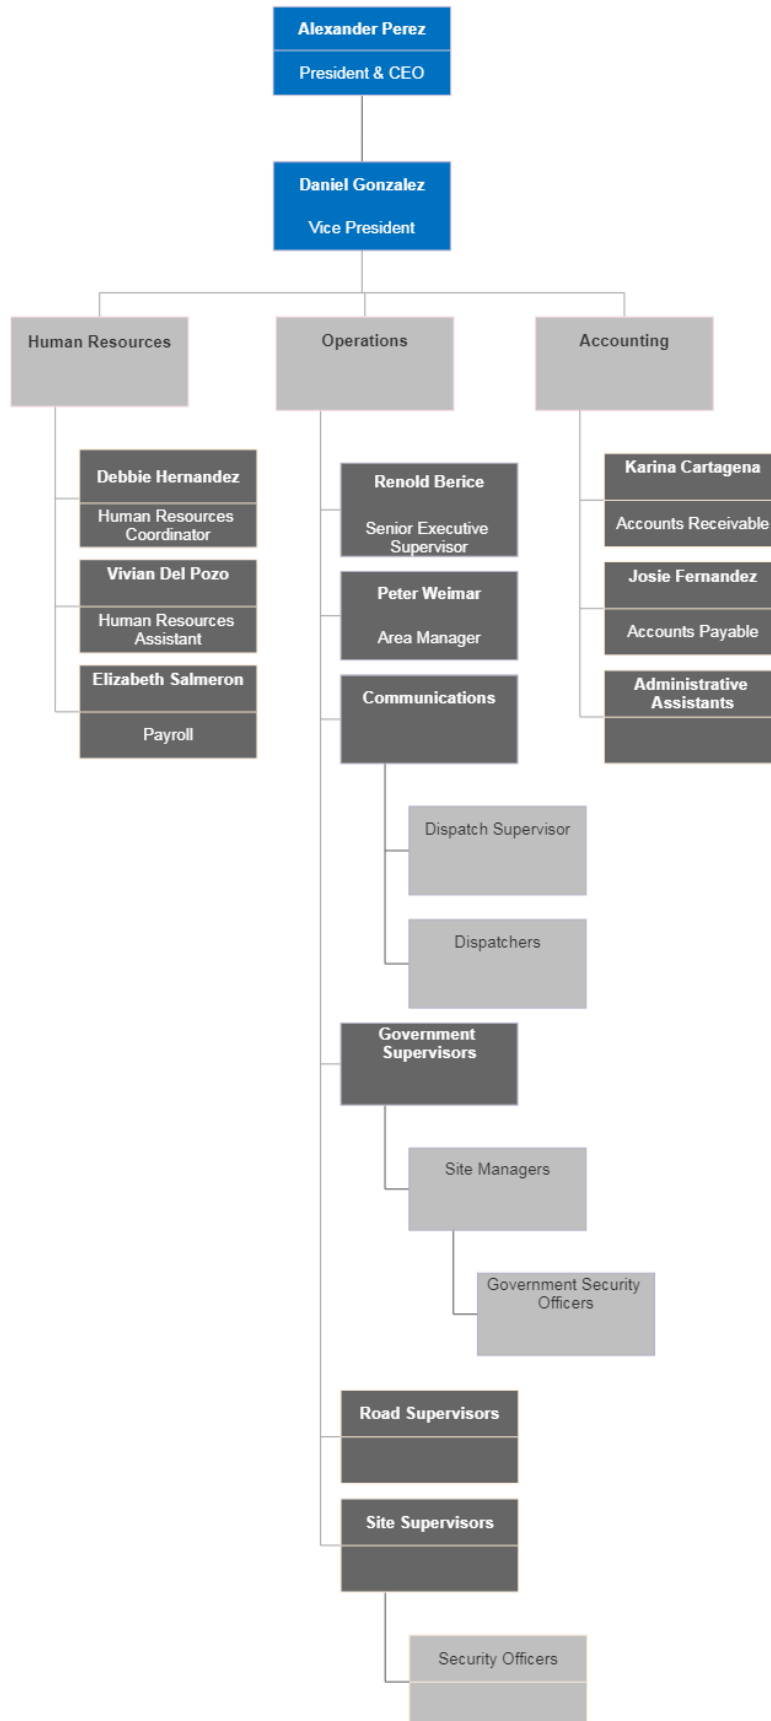 Alexander Perez
President & CEO
Daniel Gonzalez
Vice President
Human Resources
Operations
Accounting
Debbie Hernandez
Human Resources
Coordinator
Vivian Del Pozo
Human Resources
Assistant
Elizabeth Salmeron
Payroll
Renold Berice
Senior Executive
Supervisor
Peter Weimar
Area Manager
Communications
Dispatch Supervisor
Dispatchers
Government
Supervisors
Site Managers
Government Security
Officers
Road Supervisors
Site Supervisors
Security Officers
Karina Cartagena
Accounts Receivable
Josie Fernandez
Accounts Payable
Administrative
Assistants